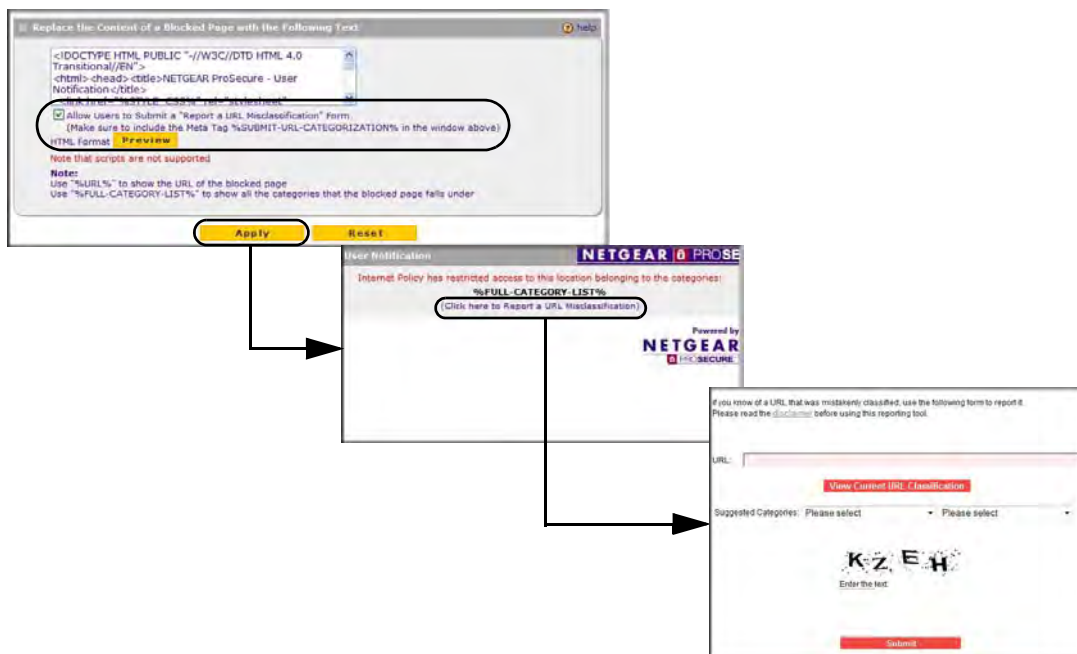 Replace the Content of a Blocked Page with the Following Text
help
<!DOCTYPE HTML PUBLIC "-//W3C//DTD HTML 4.0
Transitional//EN">
<html><head><title>NETGEAR ProSecure - User
Notification</title>
<link href="%STYLE_CSS%" rel="stylesheet"
Allow Users to Submit a "Report a URL Misclassification" Form
(Make sure to include the Meta Tag %SUBMIT-URL-CATEGORIZATION% in the window above)
HTML Format Preview
Note that scripts are not supported
Note:
Use "%URL%" to show the URL of the blocked page
Use "%FULL-CATEGORY-LIST%" to show all the categories that the blocked page falls under
Apply Reset
User Notification
NETGEAR PROSE
Internet Policy has restricted access to this location belonging to the categories:
%FULL-CATEGORY-LIST%
(Click here to Report a URL Misclassification)
Powered by
NETGEAR
PROSECURE
If you know of a URL that was mistakenly classified, use the following form to report it.
Please read the disclaimer before using this reporting tool.
URL:
View Current URL Classification
Suggested Categories: Please select Please select
K Z E H
Enter the text
Submit